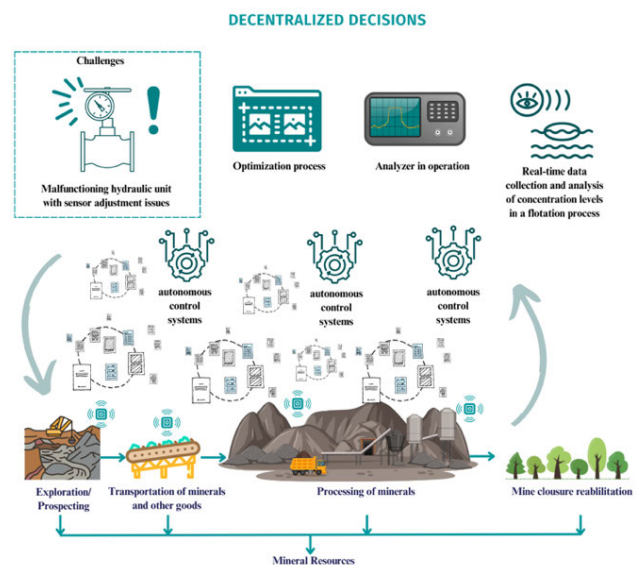 DECENTRALIZED DECISIONS
Challenges
Malfunctioning hydraulic unit
with sensor adjustment issues
Optimization process
Analyzer in operation
Real-time data
collection and analysis
of concentration levels
in a flotation process
autonomous
control
systems
autonomous
control
systems
autonomous
control
systems
Exploration/
Prospecting
Transportation of minerals
and other goods
Processing of minerals
Mine clousure reablilitation
Mineral Resources